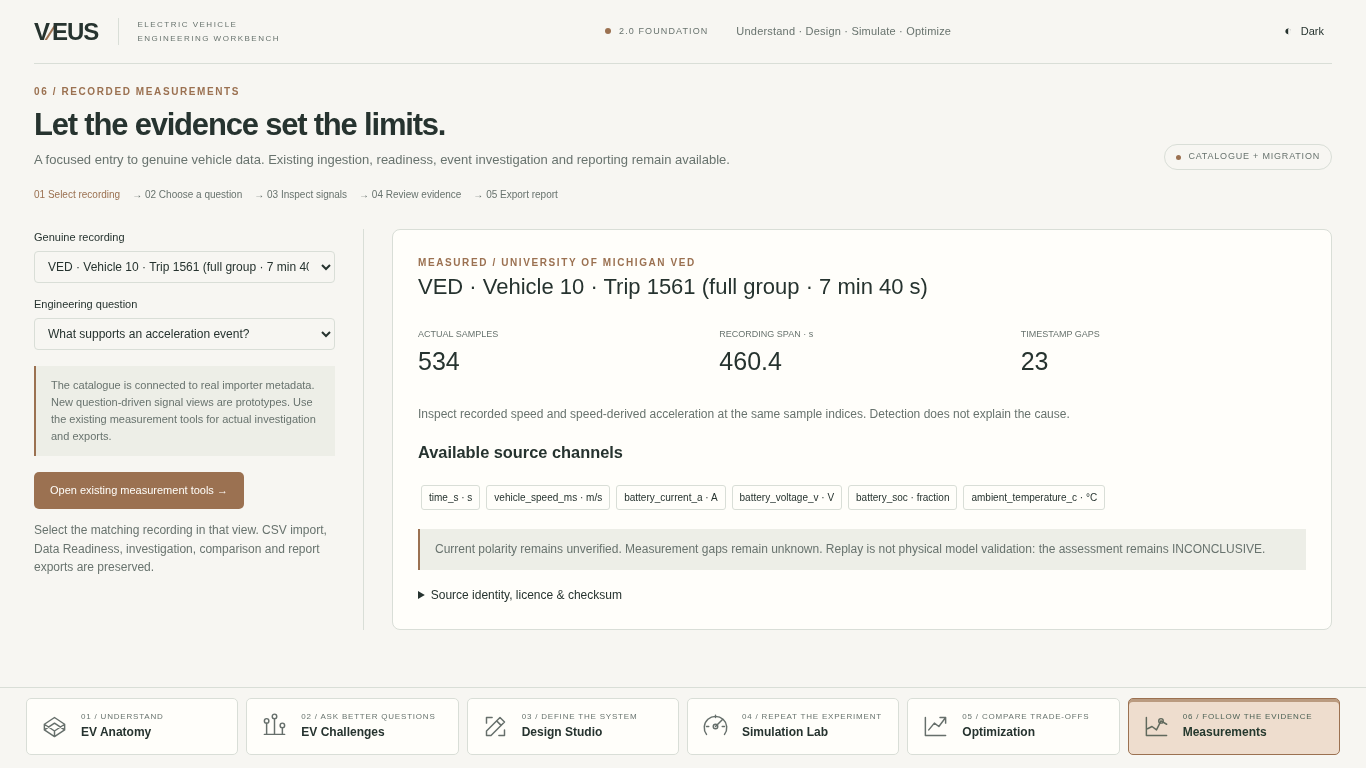 VÆUS
ELECTRIC VEHICLE
ENGINEERING WORKBENCH
2.0 FOUNDATION
Understand · Design · Simulate · Optimize
Dark
06 / RECORDED MEASUREMENTS
Let the evidence set the limits.
A focused entry to genuine vehicle data. Existing ingestion, readiness, event investigation and reporting remain available.
CATALOGUE + MIGRATION
01 Select recording → 02 Choose a question → 03 Inspect signals → 04 Review evidence → 05 Export report
Genuine recording
VED · Vehicle 10 · Trip 1561 (full group · 7 min 40
Engineering question
What supports an acceleration event?
The catalogue is connected to real importer metadata.
New question-driven signal views are prototypes. Use
the existing measurement tools for actual investigation
and exports.
Open existing measurement tools →
Select the matching recording in that view. CSV import,
Data Readiness, investigation, comparison and report
exports are preserved.
MEASURED / UNIVERSITY OF MICHIGAN VED
VED · Vehicle 10 · Trip 1561 (full group · 7 min 40 s)
ACTUAL SAMPLES
534
RECORDING SPAN · s
460.4
TIMESTAMP GAPS
23
Inspect recorded speed and speed-derived acceleration at the same sample indices. Detection does not explain the cause.
Available source channels
time_s · s
vehicle_speed_ms · m/s
battery_current_a · A
battery_voltage_v · V
battery_soc · fraction
ambient_temperature_c · °C
Current polarity remains unverified. Measurement gaps remain unknown. Replay is not physical model validation: the assessment remains INCONCLUSIVE.
Source identity, licence & checksum
01 / UNDERSTAND
EV Anatomy
02 / ASK BETTER QUESTIONS
EV Challenges
03 / DEFINE THE SYSTEM
Design Studio
04 / REPEAT THE EXPERIMENT
Simulation Lab
05 / COMPARE TRADE-OFFS
Optimization
06 / FOLLOW THE EVIDENCE
Measurements